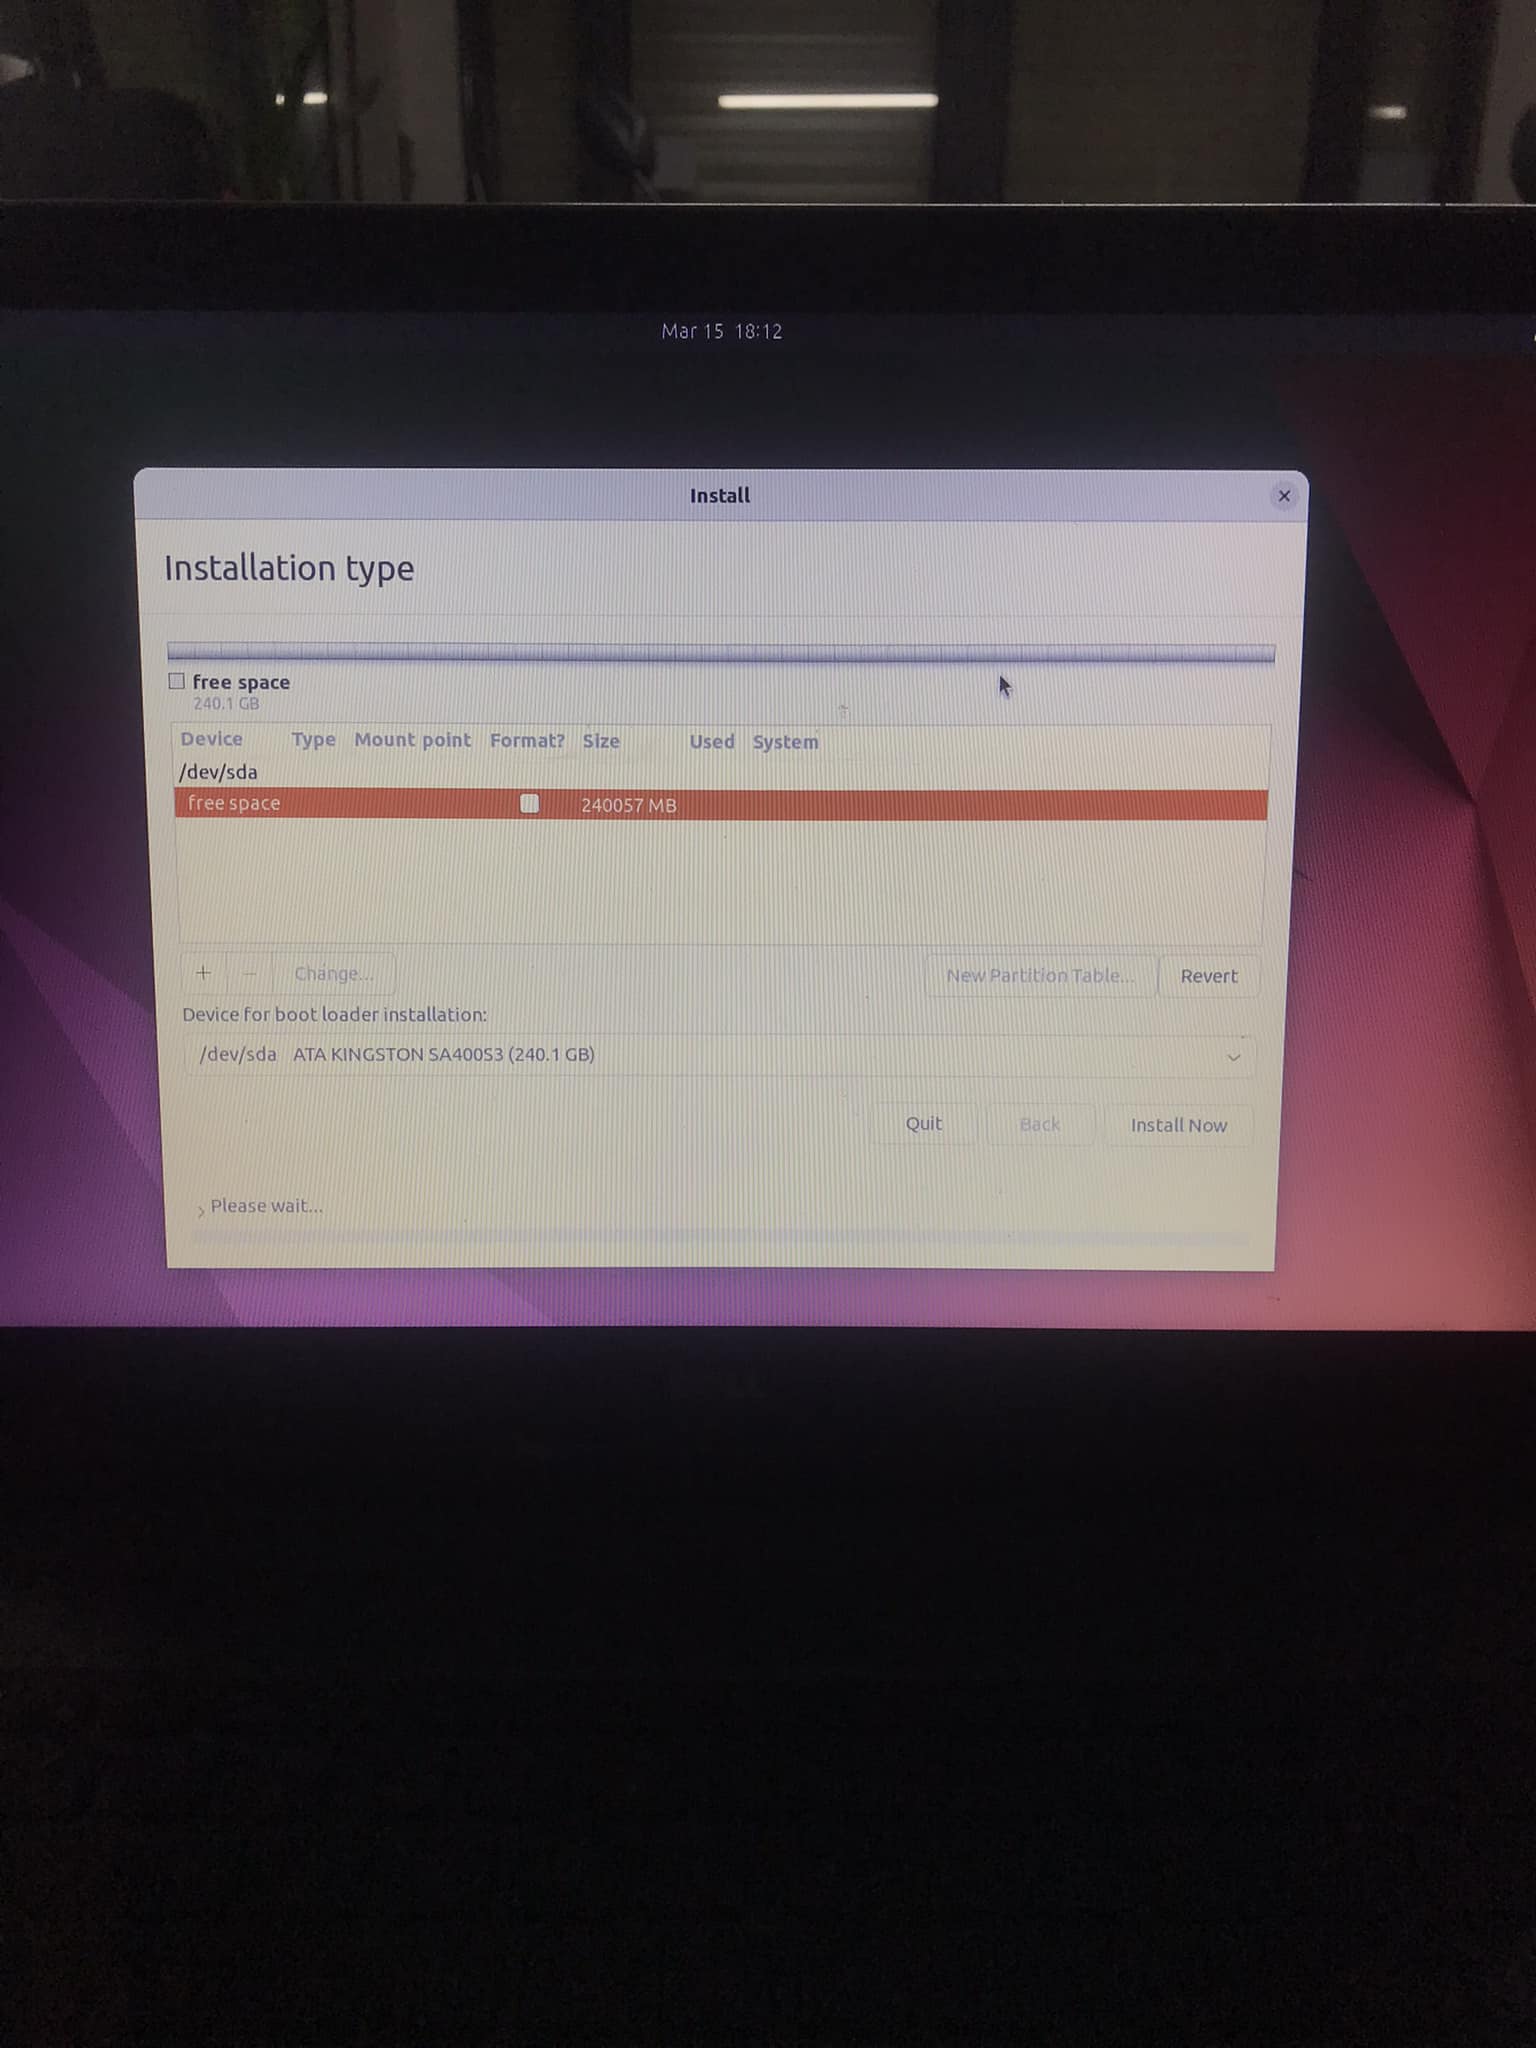 Mar 15 18:12
Install
Installation type
free space
240.1 GB
Device Type Mount point Format? Size Used System
/dev/sda
free space 240057 MB
+ − Change... New Partition Table... Revert
Device for boot loader installation:
/dev/sda ATA KINGSTON SA400S3 (240.1 GB)
Quit Back Install Now
Please wait...